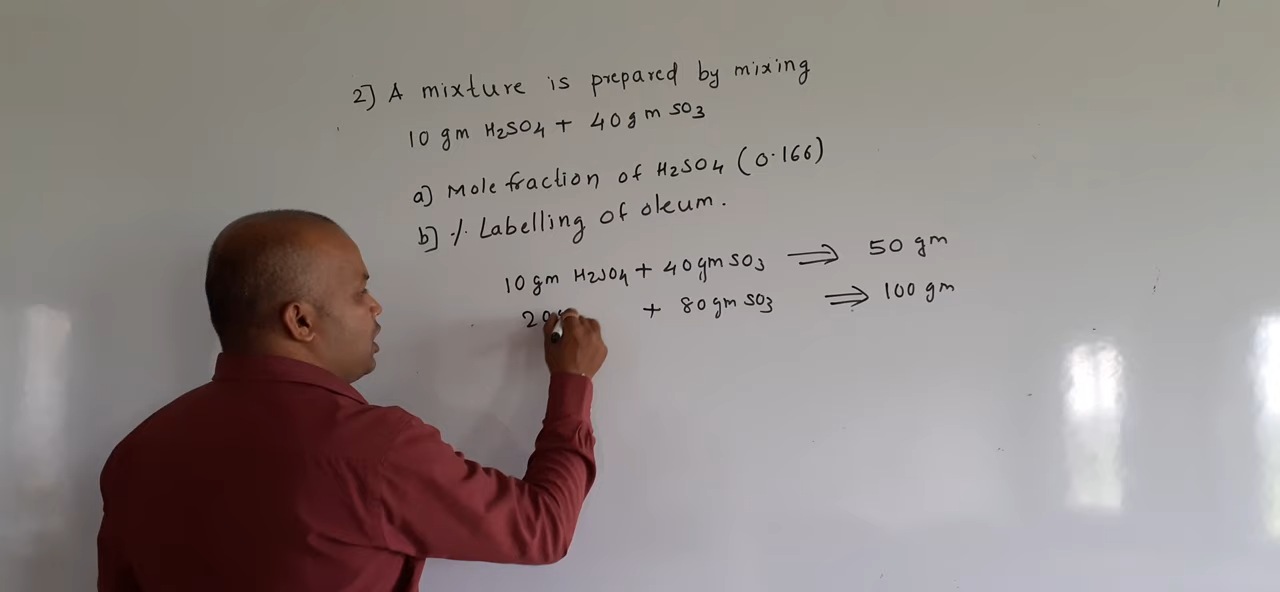 2] A mixture is prepared by mixing
10 gm H₂SO₄ + 40 gm SO₃
a) Mole fraction of H₂SO₄ (0.166)
b] % Labelling of oleum.
10 gm H₂SO₄ + 40 gm SO₃ ⟹ 50 gm
20 + 80 gm SO₃ ⟹ 100 gm